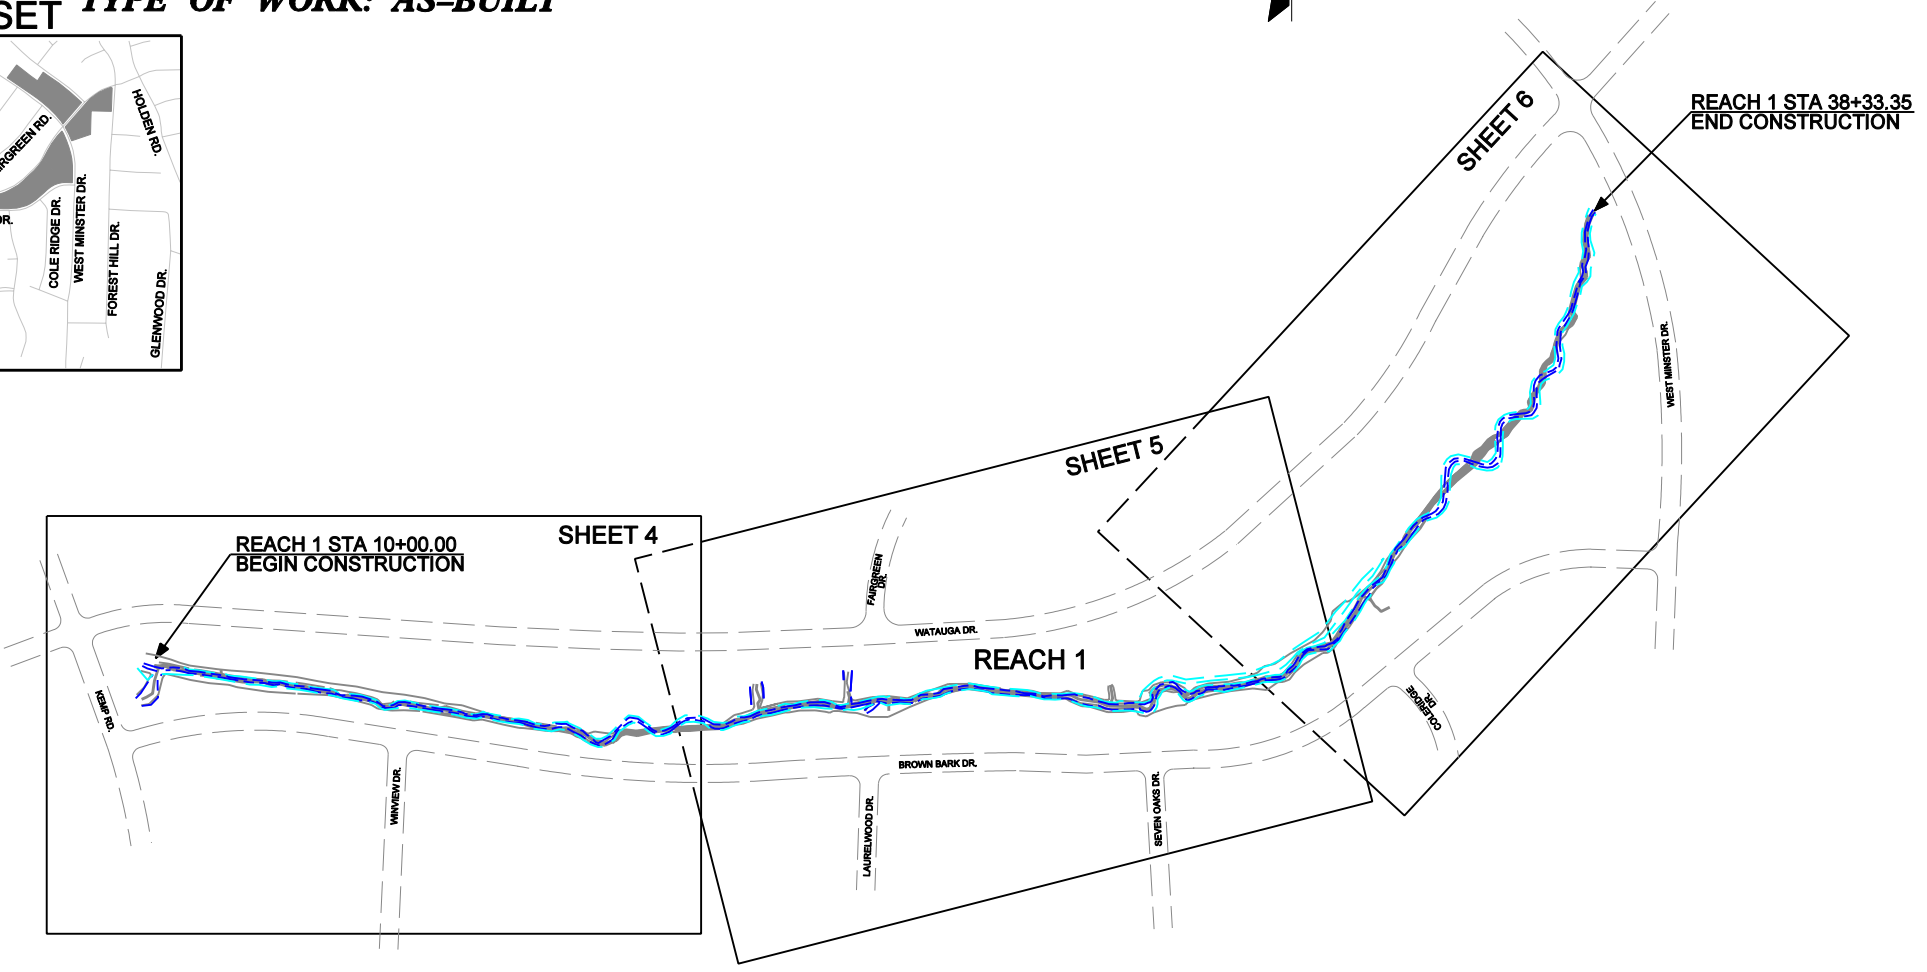 SET TYPE OF WORK: AS-BUILT
HOLDEN RD.
RGREEN RD.
DR.
COLE RIDGE DR.
WEST MINSTER DR.
FOREST HILL DR.
GLENWOOD DR.
SHEET 6
REACH 1 STA 38+33.35
END CONSTRUCTION
WEST MINSTER DR.
SHEET 5
SHEET 4
REACH 1 STA 10+00.00
BEGIN CONSTRUCTION
FAIRGREEN
DR.
WATAUGA DR.
REACH 1
KEMP RD.
COLERIDGE
DR.
BROWN BARK DR.
WINVIEW DR.
LAURELWOOD DR.
SEVEN OAKS DR.